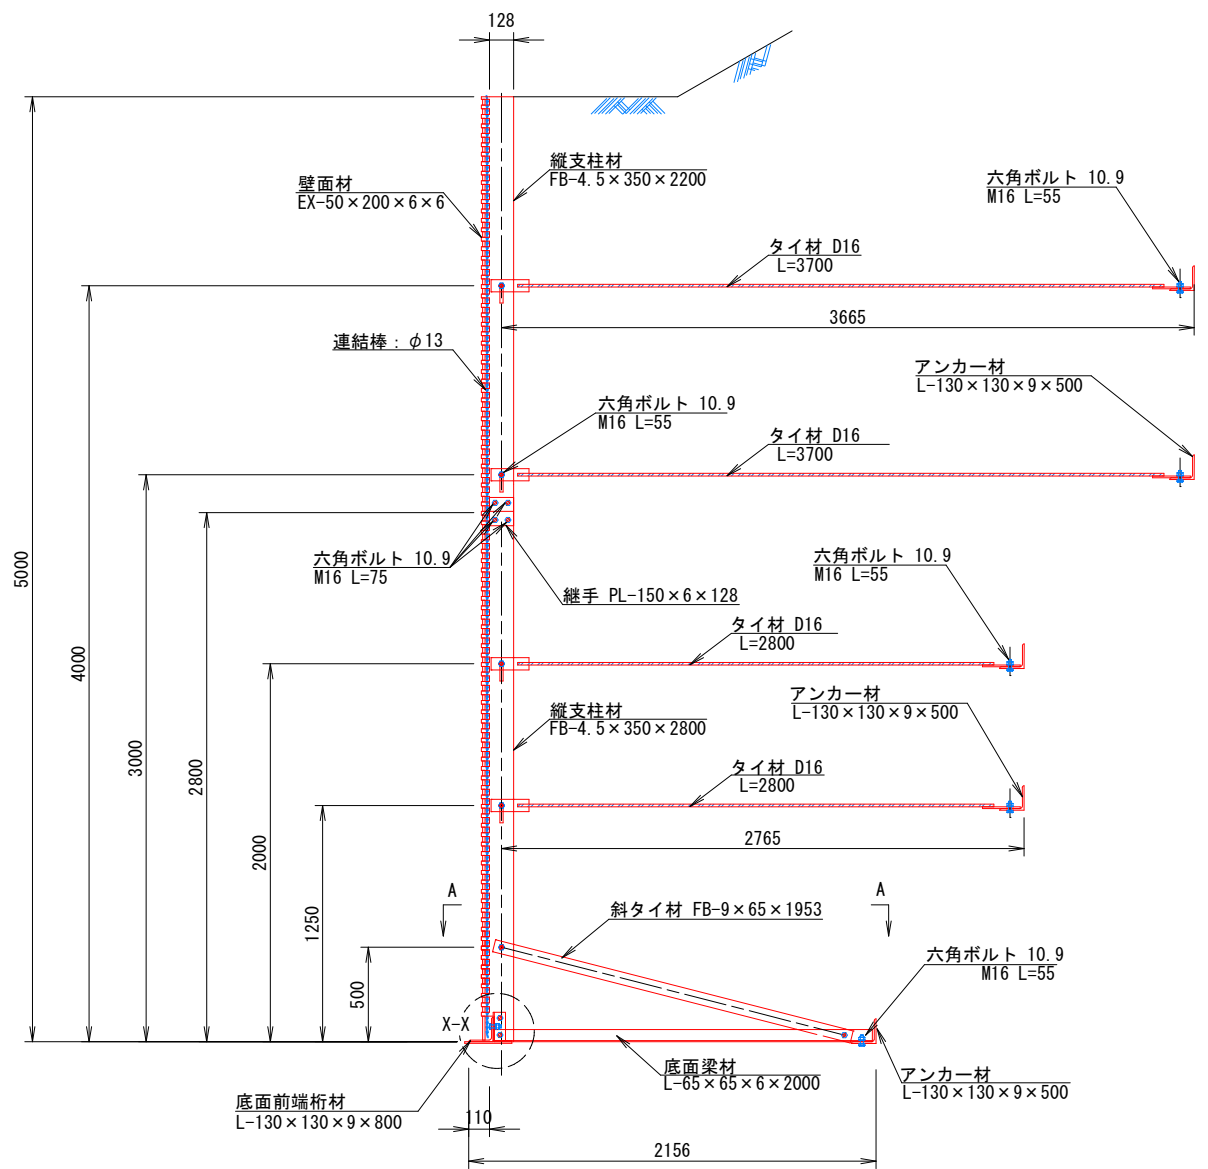 128
縦支柱材
FB-4.5×350×2200
壁面材
EX-50×200×6×6
六角ボルト 10.9
M16 L=55
タイ材 D16
L=3700
3665
連結棒：φ13
アンカー材
L-130×130×9×500
六角ボルト 10.9
M16 L=55
タイ材 D16
L=3700
六角ボルト 10.9
M16 L=75
六角ボルト 10.9
M16 L=55
継手 PL-150×6×128
タイ材 D16
L=2800
アンカー材
L-130×130×9×500
縦支柱材
FB-4.5×350×2800
タイ材 D16
L=2800
2765
5000
4000
3000
2800
2000
1250
500
A
A
斜タイ材 FB-9×65×1953
六角ボルト 10.9
M16 L=55
X-X
底面梁材
L-65×65×6×2000
アンカー材
L-130×130×9×500
底面前端桁材
L-130×130×9×800
110
2156